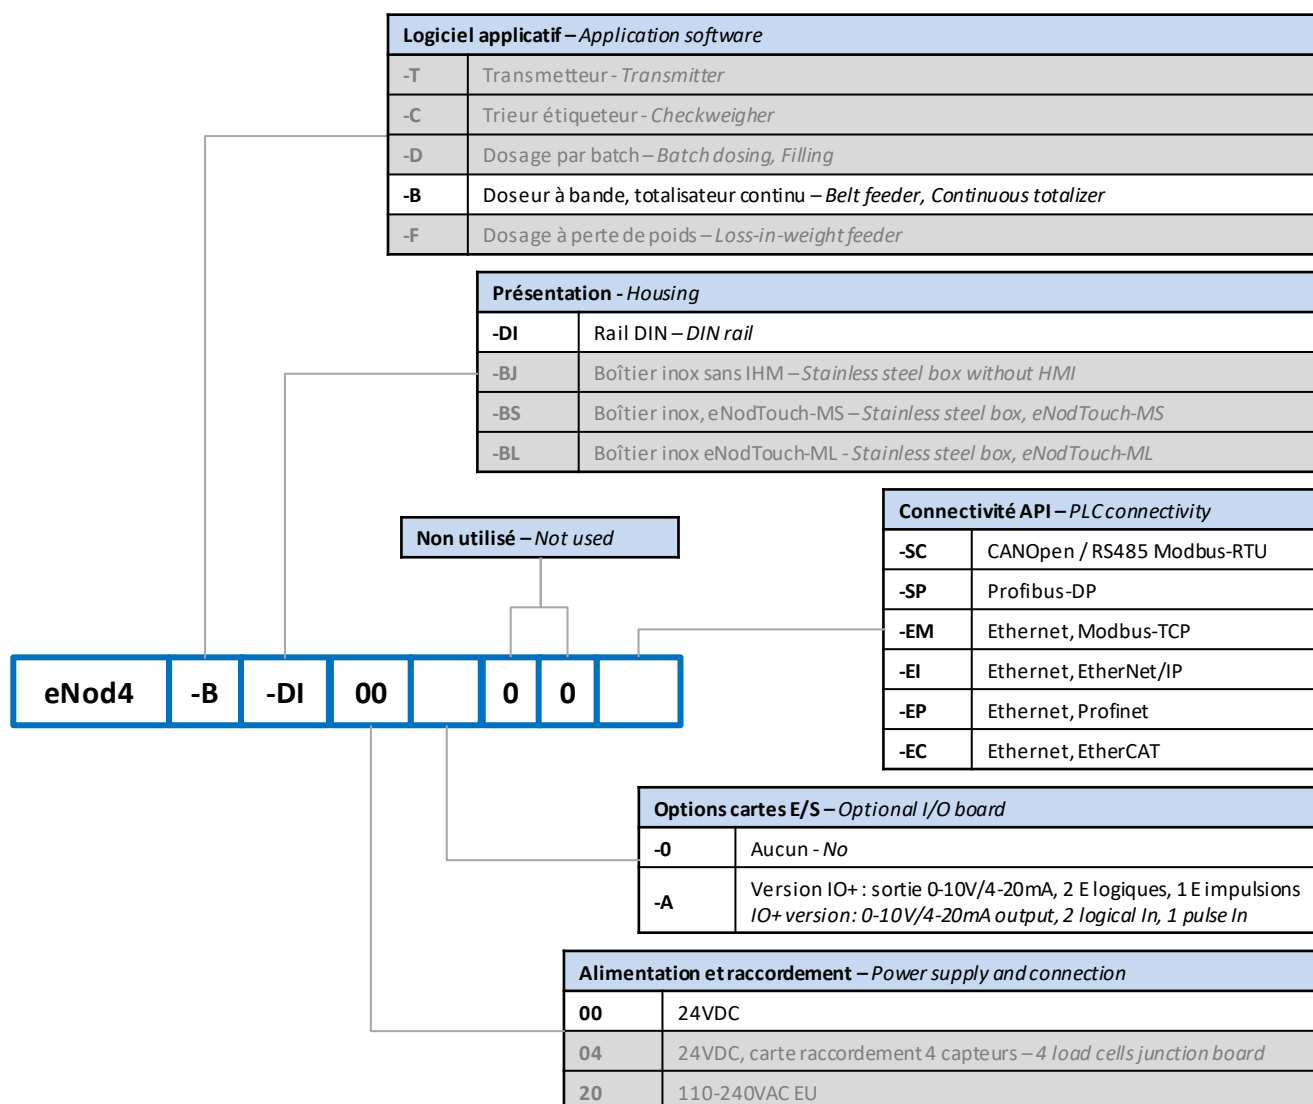 Logiciel applicatif – Application software
-T Transmetteur - Transmitter
-C Trieur étiqueteur - Checkweigher
-D Dosage par batch – Batch dosing, Filling
-B Doseur à bande, totalisateur continu – Belt feeder, Continuous totalizer
-F Dosage à perte de poids – Loss-in-weight feeder
Présentation - Housing
-DI Rail DIN – DIN rail
-BJ Boîtier inox sans IHM – Stainless steel box without HMI
-BS Boîtier inox, eNodTouch-MS – Stainless steel box, eNodTouch-MS
-BL Boîtier inox eNodTouch-ML - Stainless steel box, eNodTouch-ML
Connectivité API – PLC connectivity
-SC CANOpen / RS485 Modbus-RTU
-SP Profibus-DP
-EM Ethernet, Modbus-TCP
-EI Ethernet, EtherNet/IP
-EP Ethernet, Profinet
-EC Ethernet, EtherCAT
Non utilisé – Not used
eNod4 -B -DI 00 0 0
Options cartes E/S – Optional I/O board
-0 Aucun - No
-A Version IO+ : sortie 0-10V/4-20mA, 2 E logiques, 1 E impulsions
IO+ version: 0-10V/4-20mA output, 2 logical In, 1 pulse In
Alimentation et raccordement – Power supply and connection
00 24VDC
04 24VDC, carte raccordement 4 capteurs – 4 load cells junction board
20 110-240VAC EU